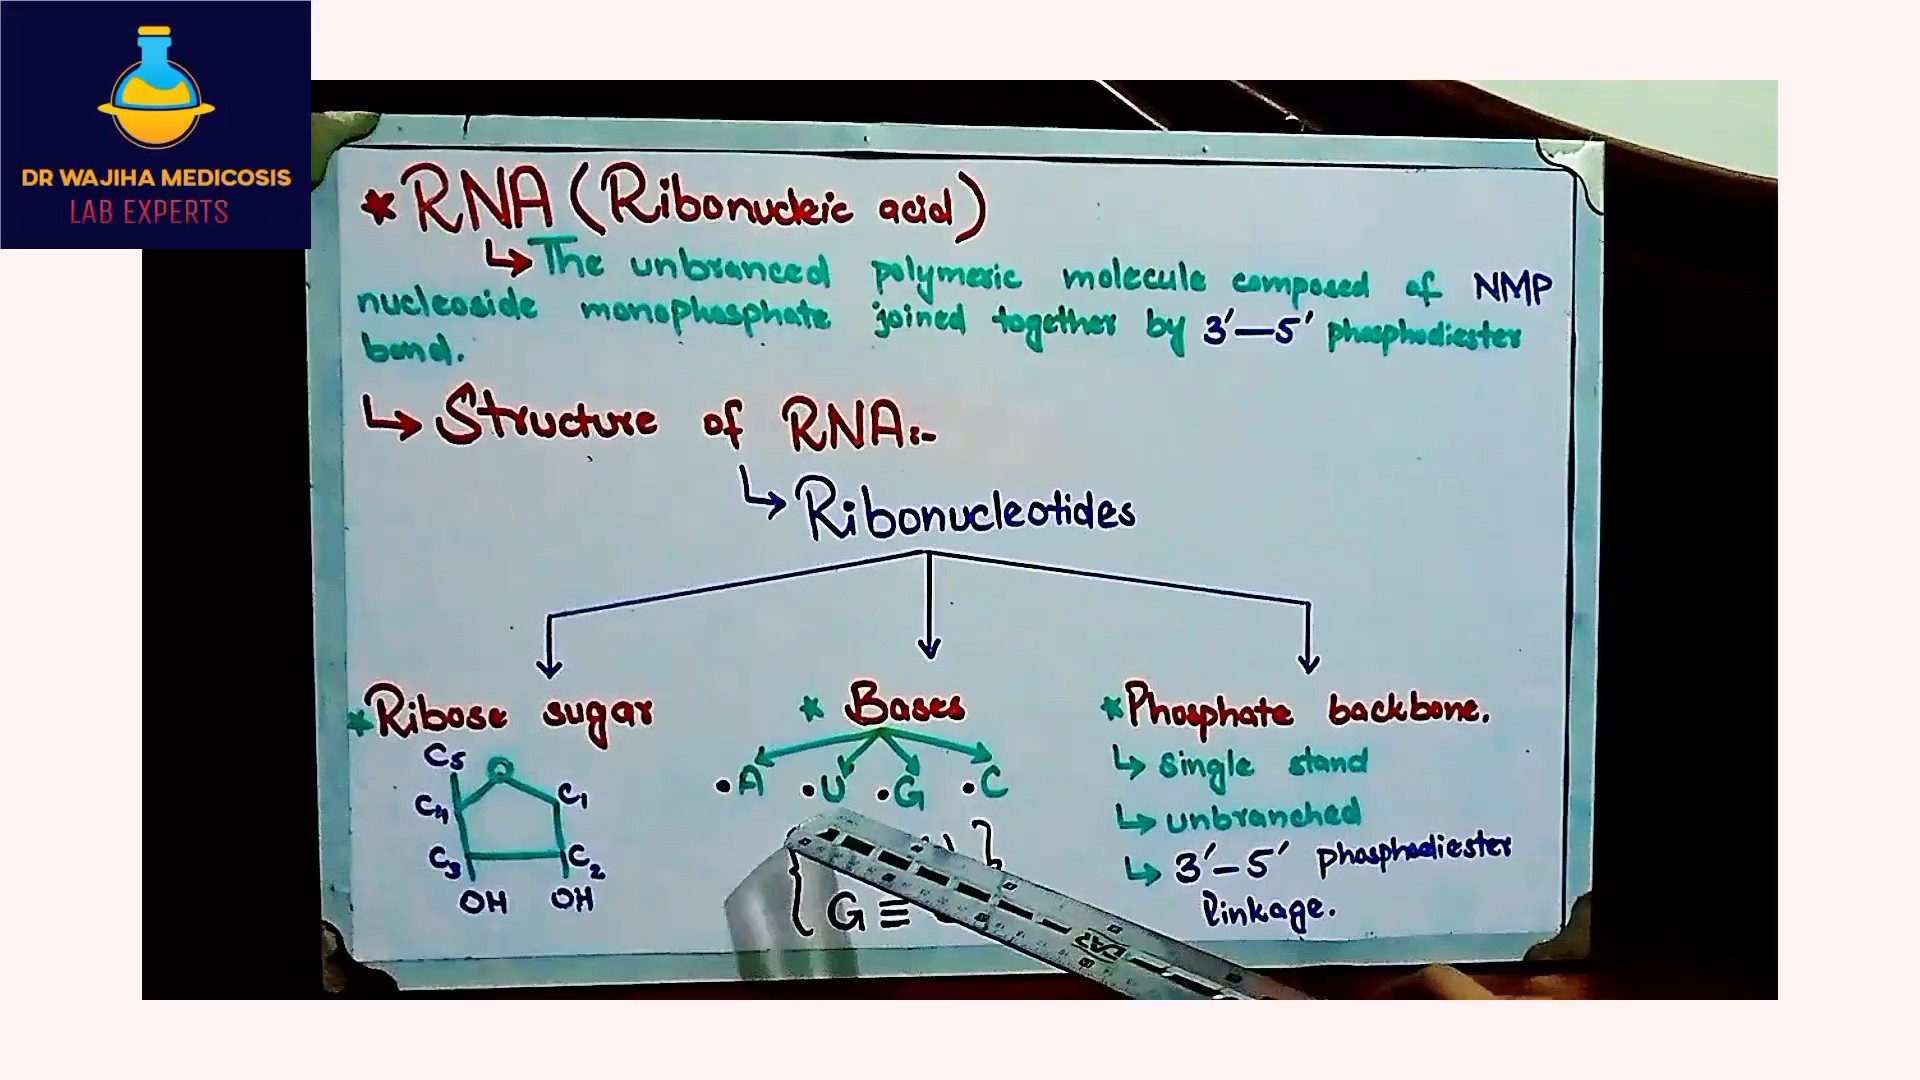 DR WAJIHA MEDICOSIS
LAB EXPERTS
* RNA (Ribonucleic acid)
↳ The unbranced polymeric molecule composed of NMP
nucleoside monophosphate joined together by 3'—5' phosphodiester
bond.
↳ Structure of RNA:-
↳ Ribonucleotides
* Ribose sugar
C5
O
C4
C1
C3
C2
OH OH
* Bases
•A •U •G •C
G ≡
* Phosphate backbone.
↳ single stand
↳ unbranched
↳ 3'–5' phosphodiester
linkage.